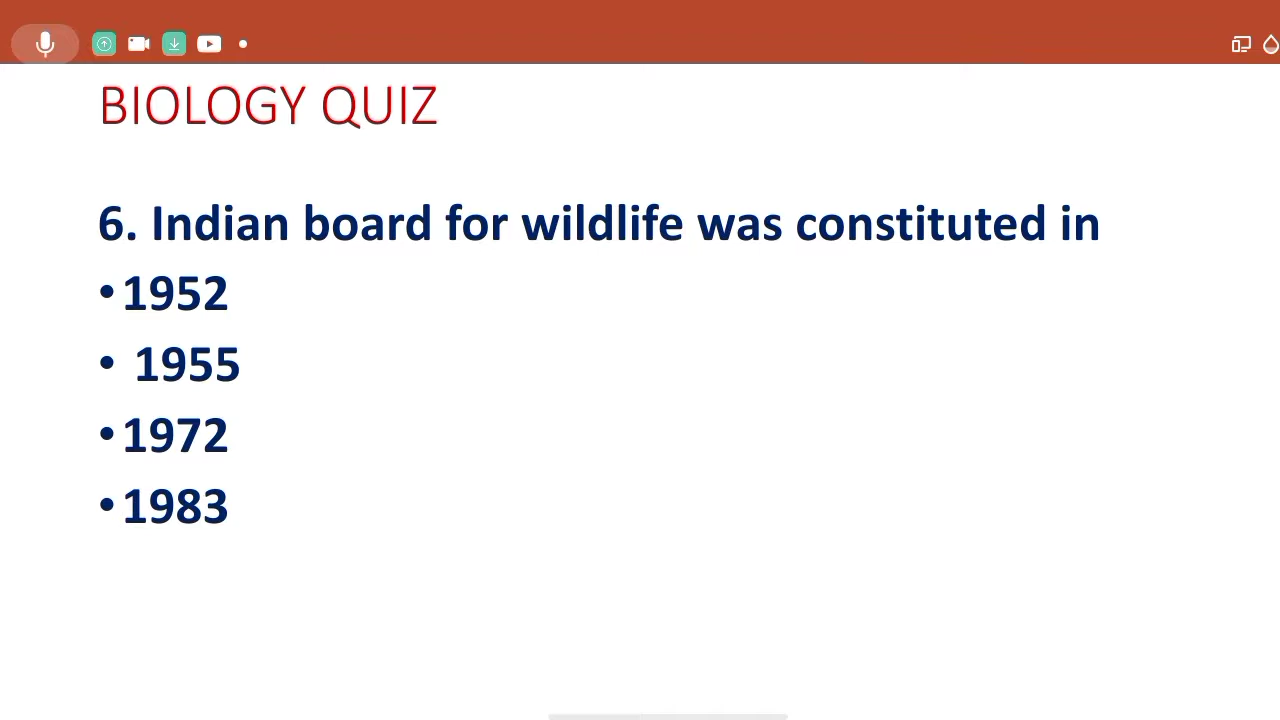 BIOLOGY QUIZ
6. Indian board for wildlife was constituted in
•1952
• 1955
•1972
•1983